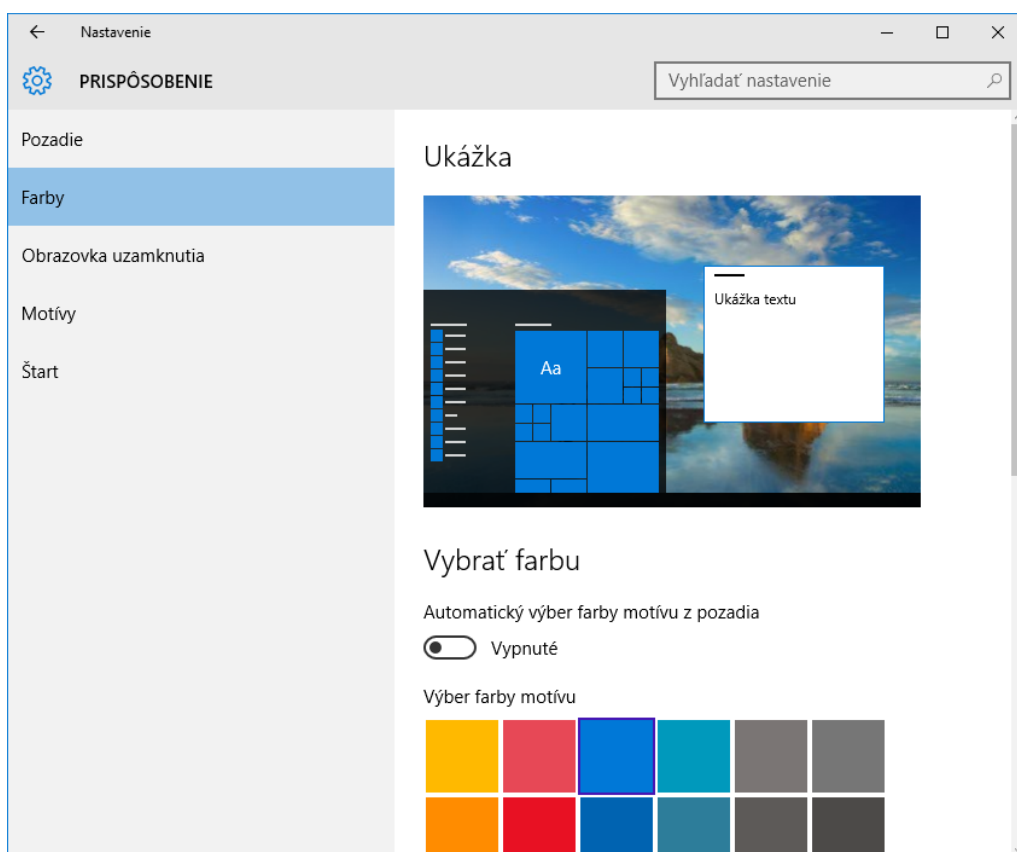 Nastavenie
PRISPÔSOBENIE
Vyhľadať nastavenie
Pozadie
Farby
Obrazovka uzamknutia
Motívy
Štart
Ukážka
Ukážka textu
Aa
Vybrať farbu
Automatický výber farby motívu z pozadia
Vypnuté
Výber farby motívu